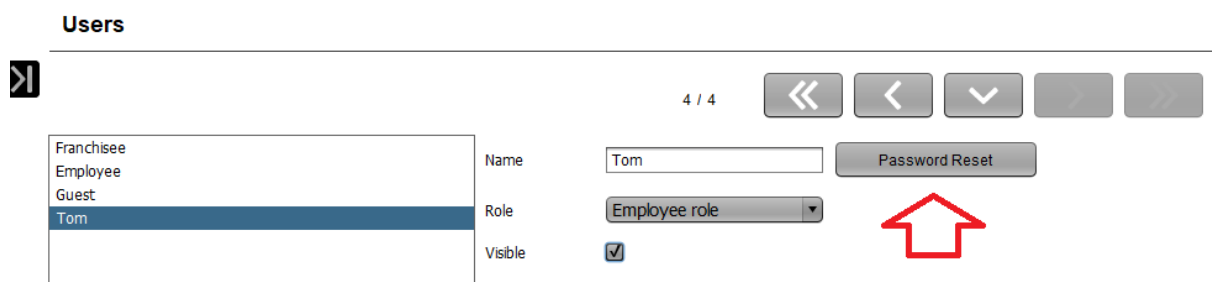 Users
4 / 4
Franchisee
Employee
Guest
Tom
Name
Tom
Password Reset
Role
Employee role
Visible